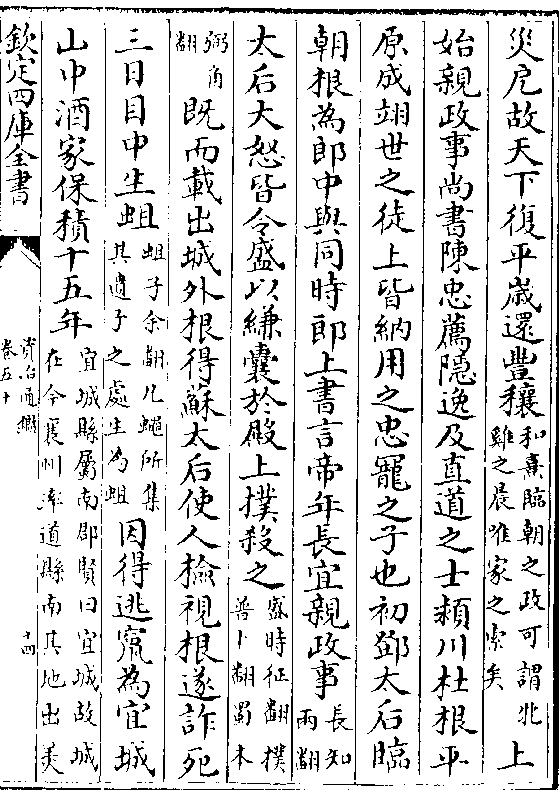 災戹故天下復平嵗還豐穰和熹臨朝之政可謂牝
雞之晨唯家之索矣上
始親政事尚書陳忠薦隱逸及直道之士潁川杜根平
原成翊世之徒上皆納用之忠寵之子也初鄧太后臨
朝根為郎中與同時郎上書言帝年長宜親政事長知
兩翻
太后大怒皆令盛以縑囊於殿上撲殺之盛時征翻撲
普卜翻蜀本
弼角
翻既而載出城外根得蘇太后使人檢視根遂詐死
三日目中生蛆蛆子余翻凡蠅所集
其遺子之處生為蛆因得逃竄為宜城
山中酒家保積十五年宜城縣屬南郡賢曰宜城故城
在今襄州率道縣南其地出美
欽定四庫全書
資治通鑑
卷五十
十四